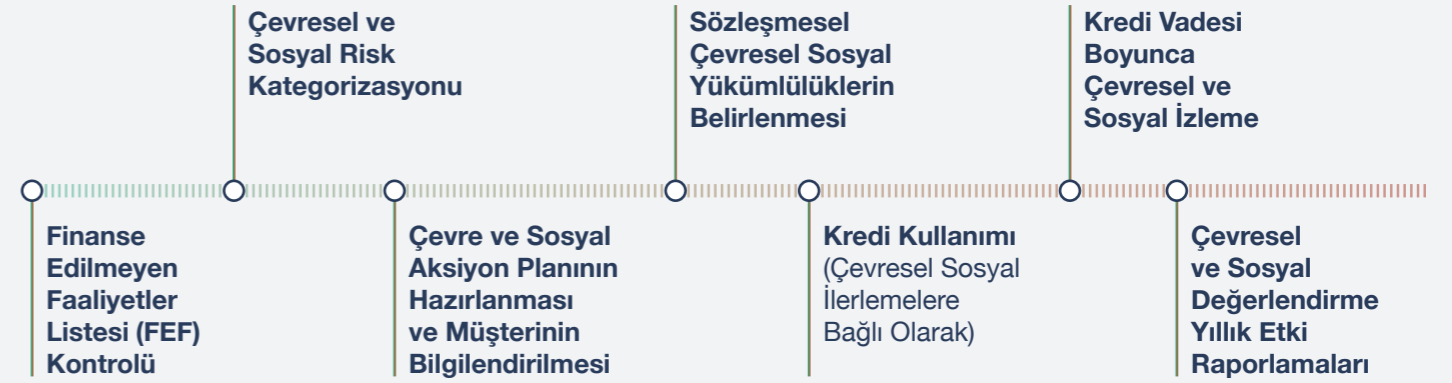 Çevresel ve
Sosyal Risk
Kategorizasyonu
Sözleşmesel
Çevresel Sosyal
Yükümlülüklerin
Belirlenmesi
Kredi Vadesi
Boyunca
Çevresel ve
Sosyal İzleme
Finanse
Edilmeyen
Faaliyetler
Listesi (FEF)
Kontrolü
Çevre ve Sosyal
Aksiyon Planının
Hazırlanması
ve Müşterinin
Bilgilendirilmesi
Kredi Kullanımı
(Çevresel Sosyal
İlerlemelere
Bağlı Olarak)
Çevresel
ve Sosyal
Değerlendirme
Yıllık Etki
Raporlamaları